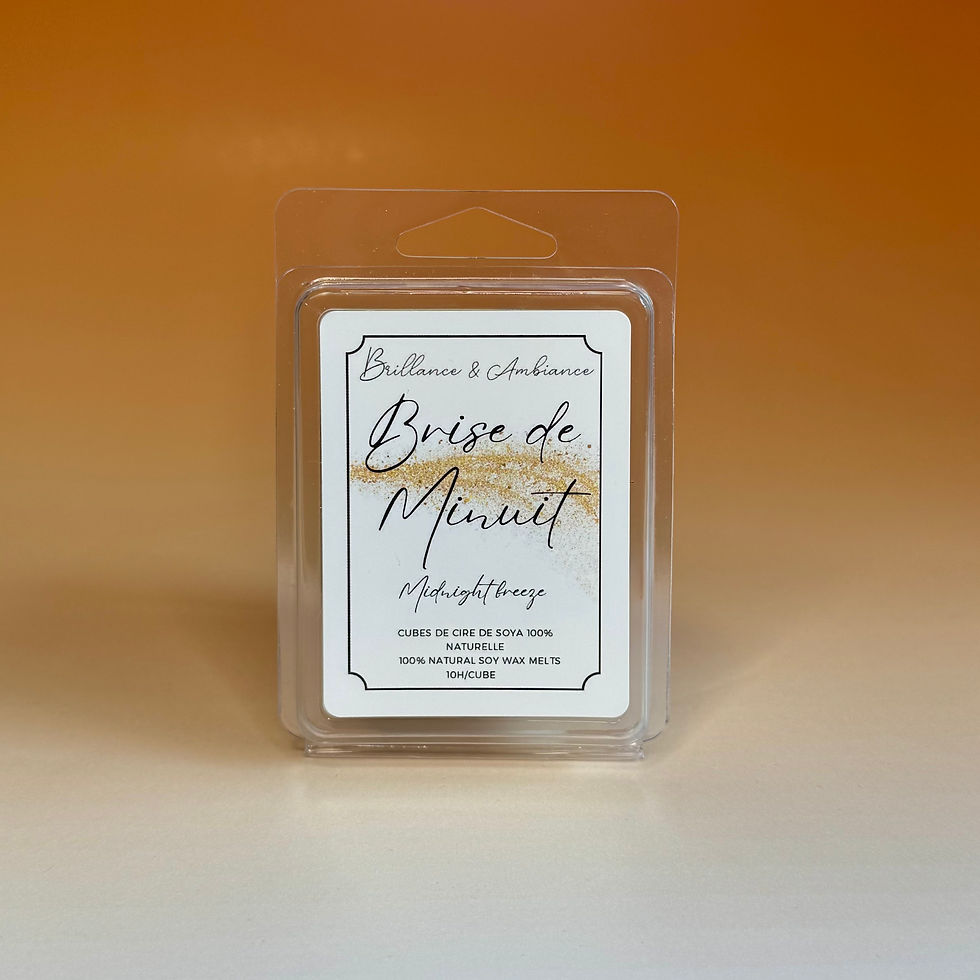 Brillance & Ambiance
Brise de
Minuit
Midnight breeze
CUBES DE CIRE DE SOYA 100%
NATURELLE
100% NATURAL SOY WAX MELTS
10H/CUBE